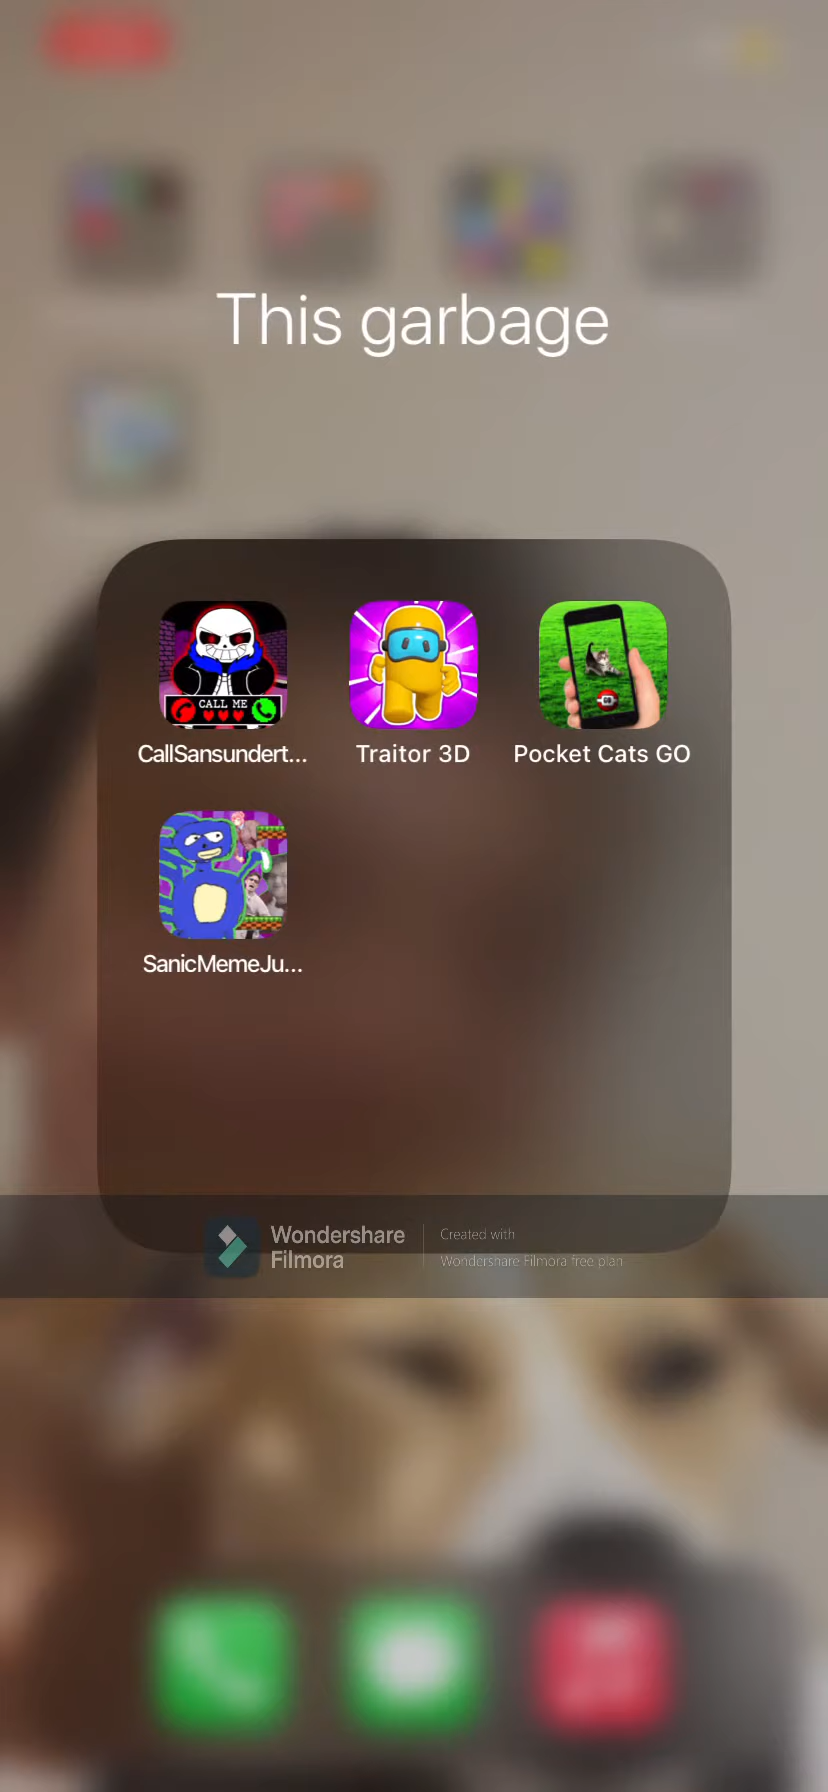 This garbage
CALL ME
CallSansundert...
Traitor 3D
GO
Pocket Cats GO
SanicMemeJu...
Wondershare
Filmora
Created with
Wondershare Filmora free plan